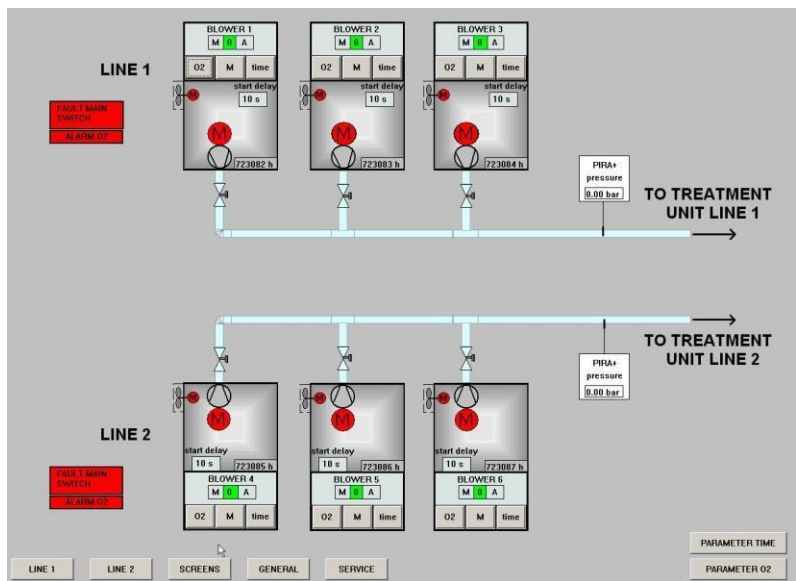 BLOWER 1
M 0 A
O2 M time
start delay
10 s
M
M
723082 h
BLOWER 2
M 0 A
O2 M time
start delay
10 s
M
M
723083 h
BLOWER 3
M 0 A
O2 M time
start delay
10 s
M
M
723084 h
LINE 1
FAULT MAIN
SWITCH
ALARM O2
PIRA+
pressure
0.00 bar
TO TREATMENT
UNIT LINE 1
TO TREATMENT
UNIT LINE 2
PIRA+
pressure
0.00 bar
LINE 2
FAULT MAIN
SWITCH
ALARM O2
M
M
start delay
10 s
723085 h
BLOWER 4
M 0 A
O2 M time
M
M
start delay
10 s
723086 h
BLOWER 5
M 0 A
O2 M time
M
M
start delay
10 s
723087 h
BLOWER 6
M 0 A
O2 M time
PARAMETER TIME
LINE 1 LINE 2 SCREENS GENERAL SERVICE PARAMETER O2